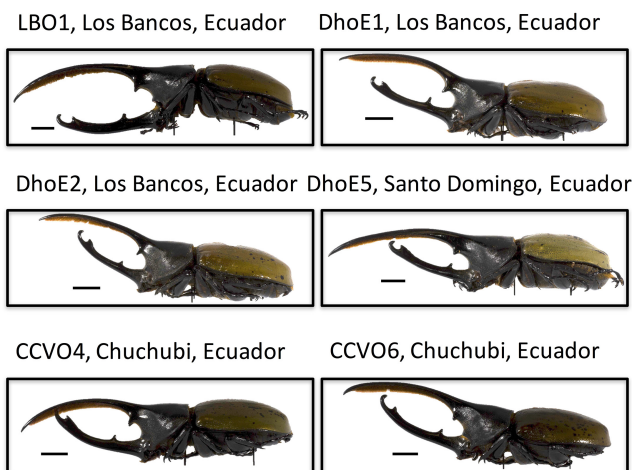 LBO1, Los Bancos, Ecuador
DhoE1, Los Bancos, Ecuador
DhoE2, Los Bancos, Ecuador
DhoE5, Santo Domingo, Ecuador
CCVO4, Chuchubi, Ecuador
CCVO6, Chuchubi, Ecuador